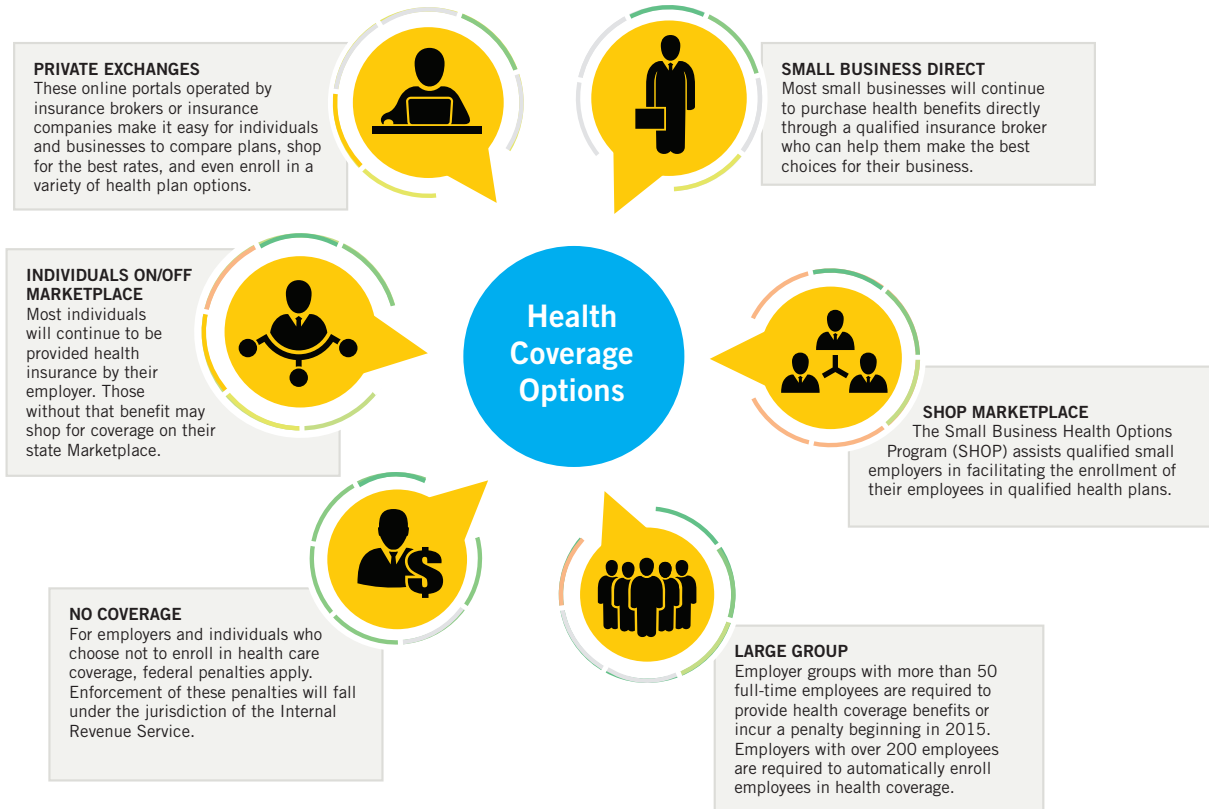 PRIVATE EXCHANGES
These online portals operated by
insurance brokers or insurance
companies make it easy for individuals
and businesses to compare plans, shop
for the best rates, and even enroll in a
variety of health plan options.
SMALL BUSINESS DIRECT
Most small businesses will continue
to purchase health benefits directly
through a qualified insurance broker
who can help them make the best
choices for their business.
INDIVIDUALS ON/OFF
MARKETPLACE
Most individuals
will continue to be
provided health
insurance by their
employer. Those
without that benefit may
shop for coverage on their
state Marketplace.
Health
Coverage
Options
SHOP MARKETPLACE
The Small Business Health Options
Program (SHOP) assists qualified small
employers in facilitating the enrollment of
their employees in qualified health plans.
NO COVERAGE
For employers and individuals who
choose not to enroll in health care
coverage, federal penalties apply.
Enforcement of these penalties will fall
under the jurisdiction of the Internal
Revenue Service.
$
LARGE GROUP
Employer groups with more than 50
full-time employees are required to
provide health coverage benefits or
incur a penalty beginning in 2015.
Employers with over 200 employees
are required to automatically enroll
employees in health coverage.